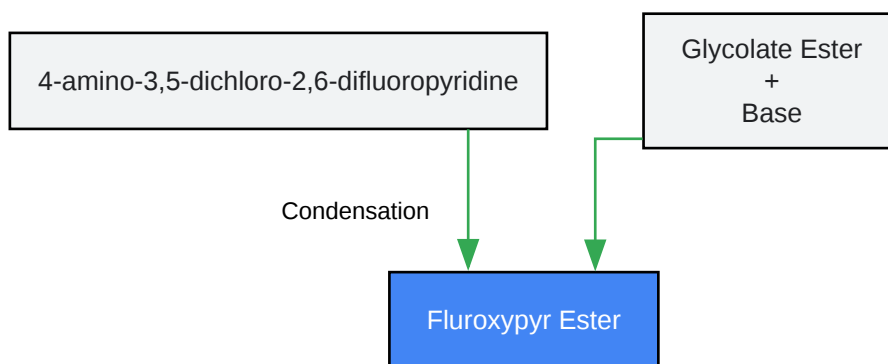 4-amino-3,5-dichloro-2,6-difluoropyridine
Glycolate Ester
+
Base
Condensation
Fluroxypyr Ester